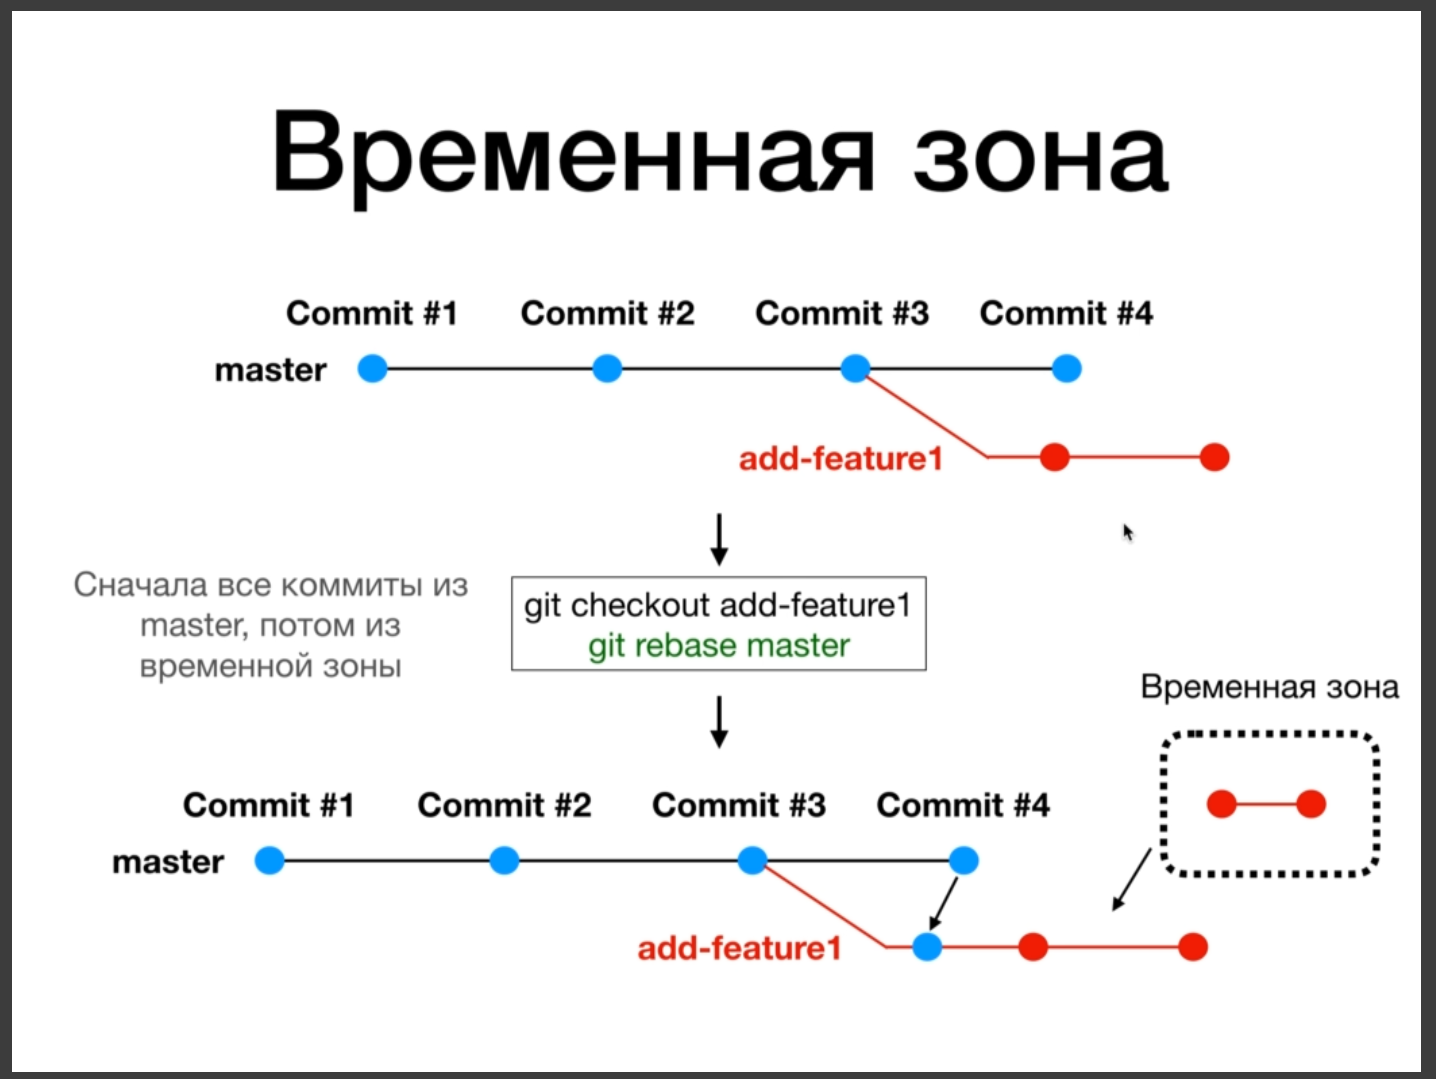 Временная зона
Commit #1 Commit #2 Commit #3 Commit #4
master
add-feature1
Сначала все коммиты из
master, потом из
временной зоны
git checkout add-feature1
git rebase master
Временная зона
Commit #1 Commit #2 Commit #3 Commit #4
master
add-feature1